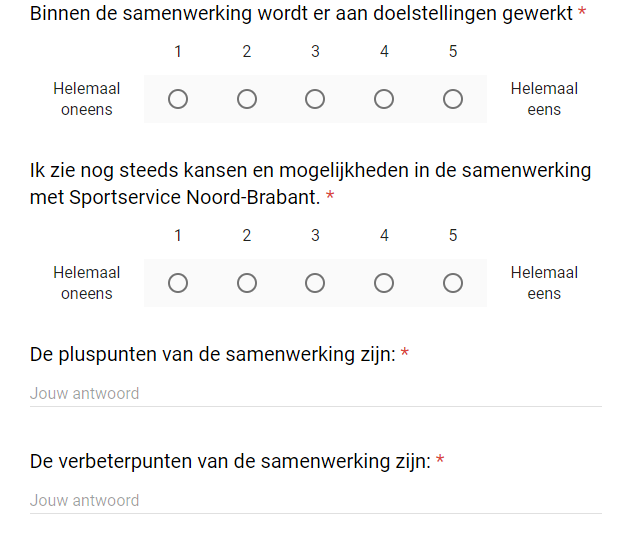 Binnen de samenwerking wordt er aan doelstellingen gewerkt *
1 2 3 4 5
Helemaal oneens
Helemaal eens
Ik zie nog steeds kansen en mogelijkheden in de samenwerking
met Sportservice Noord-Brabant. *
1 2 3 4 5
Helemaal oneens
Helemaal eens
De pluspunten van de samenwerking zijn: *
Jouw antwoord
De verbeterpunten van de samenwerking zijn: *
Jouw antwoord